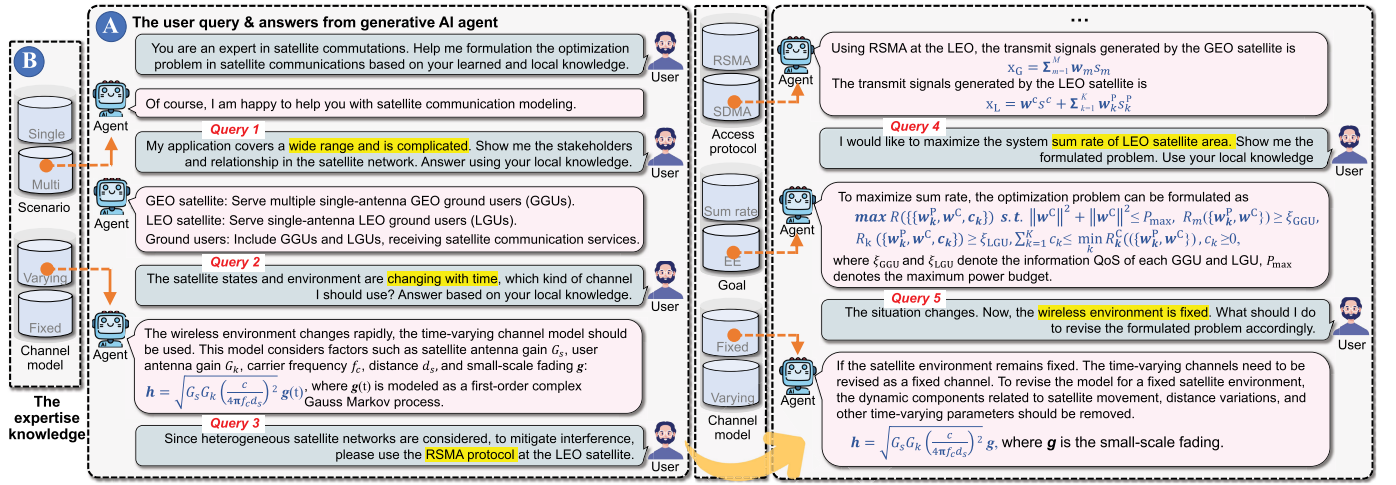 A
The user query & answers from generative AI agent
B
Single
Multi
Scenario
Varying
Fixed
Channel
model
The
expertise
knowledge
You are an expert in satellite commutations. Help me formulation the optimization
problem in satellite communications based on your learned and local knowledge.
User
Of course, I am happy to help you with satellite communication modeling.
Agent
Query 1
My application covers a wide range and is complicated. Show me the stakeholders
and relationship in the satellite network. Answer using your local knowledge.
User
Agent
GEO satellite: Serve multiple single-antenna GEO ground users (GGUs).
LEO satellite: Serve single-antenna LEO ground users (LGUs).
Ground users: Include GGUs and LGUs, receiving satellite communication services.
Query 2
The satellite states and environment are changing with time, which kind of channel
I should use? Answer based on your local knowledge.
User
Agent
The wireless environment changes rapidly, the time-varying channel model should
be used. This model considers factors such as satellite antenna gain G_s, user
antenna gain G_k, carrier frequency f_c, distance d_s, and small-scale fading g:
h = √(G_s G_k (c/(4πf_c d_s))²) g(t), where g(t) is modeled as a first-order complex
Gauss Markov process.
Query 3
Since heterogeneous satellite networks are considered, to mitigate interference,
please use the RSMA protocol at the LEO satellite.
User
RSMA
SDMA
Access
protocol
Sum rate
EE
Goal
Fixed
Varying
Channel
model
...
Agent
Using RSMA at the LEO, the transmit signals generated by the GEO satellite is
x_G = Σ_{m=1}^{M} w_m s_m
The transmit signals generated by the LEO satellite is
x_L = w^c s^c + Σ_{k=1}^{K} w_k^P s_k^P
Query 4
I would like to maximize the system sum rate of LEO satellite area. Show me the
formulated problem. Use your local knowledge
User
Agent
To maximize sum rate, the optimization problem can be formulated as
max R({{w_k^P, w^C, c_k}) s.t. ||w^C||² + ||w^C||² ≤ P_max, R_m({w_k^P, w^C}) ≥ ξ_GGU,
R_k ({w_k^P, w^C, c_k}) ≥ ξ_LGU, Σ_{k=1}^{K} c_k ≤ min_k R_k^C(({w_k^P, w^C}), c_k ≥0,
where ξ_GGU and ξ_LGU denote the information QoS of each GGU and LGU, P_max
denotes the maximum power budget.
Query 5
The situation changes. Now, the wireless environment is fixed. What should I do
to revise the formulated problem accordingly.
User
Agent
If the satellite environment remains fixed. The time-varying channels need to be
revised as a fixed channel. To revise the model for a fixed satellite environment,
the dynamic components related to satellite movement, distance variations, and
other time-varying parameters should be removed.
h = √(G_s G_k (c/(4πf_c d_s))²) g, where g is the small-scale fading.